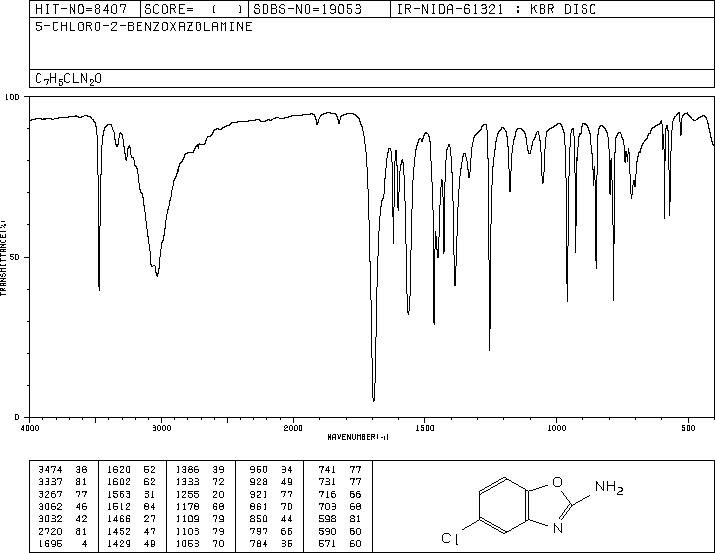 HIT-NO=8407 SCORE= ( ) SDBS-NO=19053 IR-NIDA-61321 : KBR DISC
5-CHLORO-2-BENZOXAZOLAMINE
C7H5CLN2O
100
50
0
TRANSMITTANCE(%)
4000 3000 2000 1500 1000 500
WAVENUMBER(-1)
3474 38 1620 52 1386 39 960 34 741 77
3337 81 1602 62 1333 72 928 49 731 77
3267 77 1563 31 1255 20 921 77 716 66
3062 46 1512 84 1178 68 861 70 703 68
3032 42 1466 27 1109 79 850 44 598 81
2720 81 1452 47 1103 79 797 66 590 60
1695 4 1429 49 1053 70 784 35 571 60
O
NH2
N
Cl